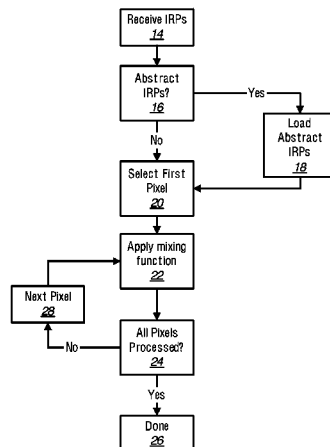 Receive IRPs
14
Abstract
IRPs?
16
Yes
Load
Abstract
IRPs
18
No
Select First
Pixel
20
Apply mixing
function
22
Next Pixel
28
All Pixels
Processed?
24
No
Yes
Done
26